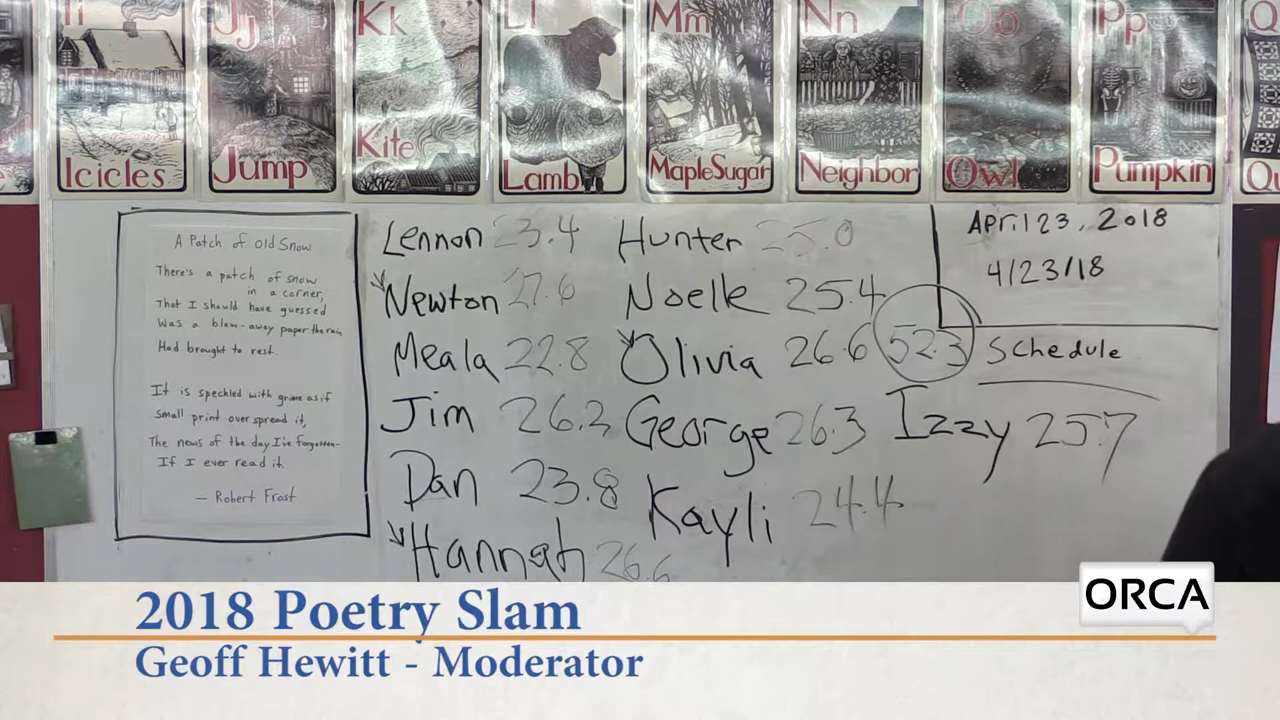 Ii Jj Kk Ll Mm Nn Oo Pp Q
Icicles Jump Kite Lamb MapleSugar Neighbor Owl Pumpkin Qu
A Patch of Old Snow
There's a patch of snow
in a corner,
That I should have guessed
Was a blow-away paper the rain
Had brought to rest.
It is speckled with grime as if
small print overspread it,
The news of the day I've forgotten-
If I ever read it.
— Robert Frost
Lennon 23.4
Newton 27.6
Meala 22.8
Jim 26.2
Dan 23.8
Hannah 26.6
Hunter 25.0
Noelle 25.4
Olivia 26.6 52.3
George 26.3
Kayli 24.4
Izzy 25.7
April 23, 2018
4/23/18
Schedule
ORCA
2018 Poetry Slam
Geoff Hewitt - Moderator